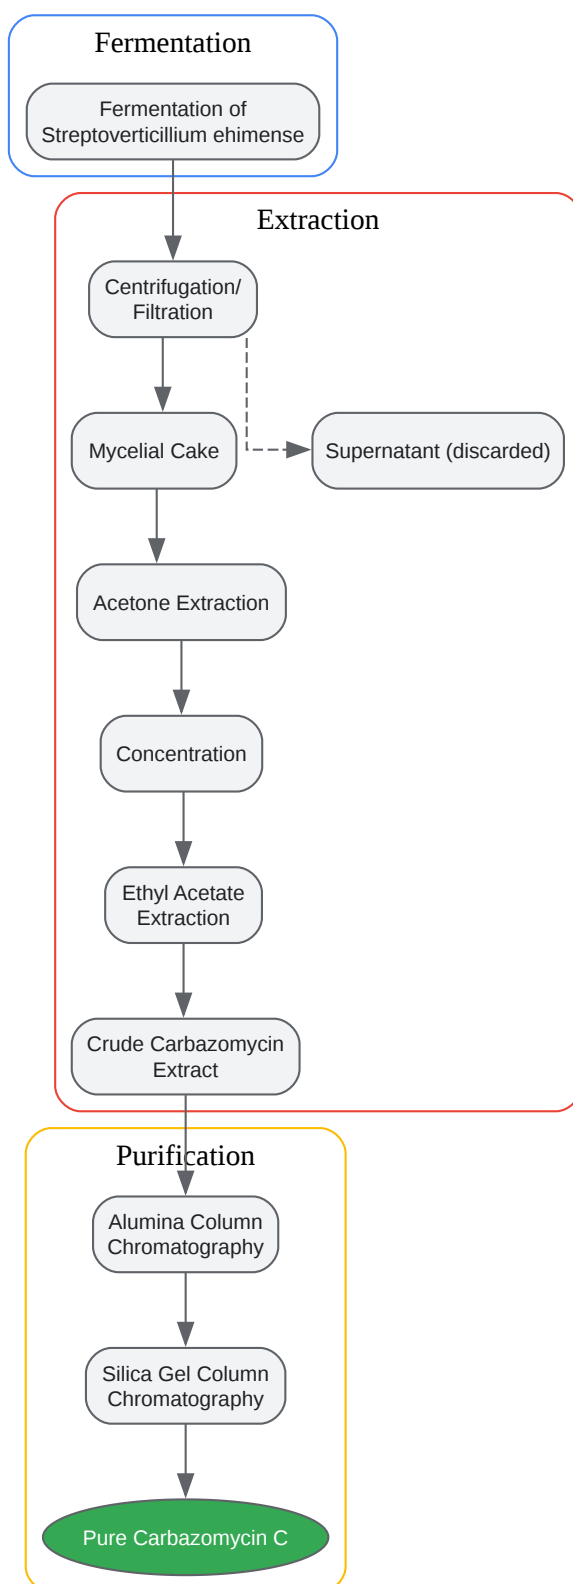 Fermentation
Fermentation of
Streptoverticillium ehimense
Extraction
Centrifugation/
Filtration
Mycelial Cake
Supernatant (discarded)
Acetone Extraction
Concentration
Ethyl Acetate
Extraction
Crude Carbazomycin
Extract
Purification
Alumina Column
Chromatography
Silica Gel Column
Chromatography
Pure Carbazomycin C